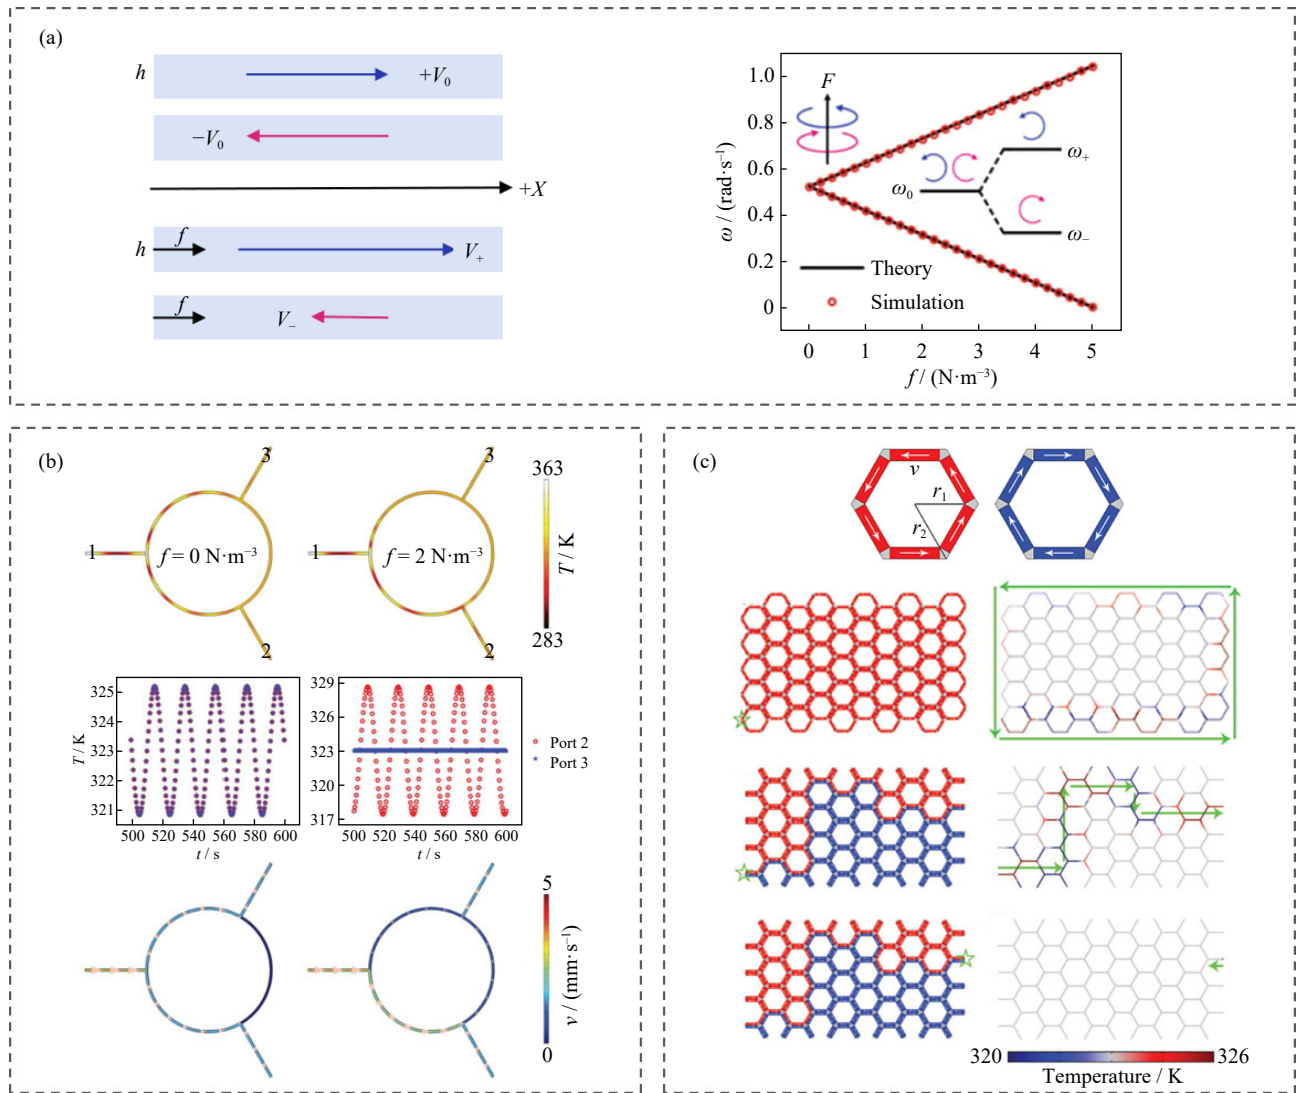 (a)
h
+V₀
−V₀
+X
h
f
V₊
f
V₋
ω / (rad·s⁻¹)
1.0
0.8
0.6
0.4
0.2
0
F
ω₀
ω₊
ω₋
Theory
Simulation
0 1 2 3 4 5
f / (N·m⁻³)
(b)
3
1
f = 0 N·m⁻³
2
3
1
f = 2 N·m⁻³
2
363
T / K
283
T / K
325
324
323
322
321
500 520 540 560 580 600
t / s
329
326
323
320
317
500 520 540 560 580 600
t / s
Port 2
Port 3
5
v / (mm·s⁻¹)
0
(c)
v
r₁
r₂
320
326
Temperature / K